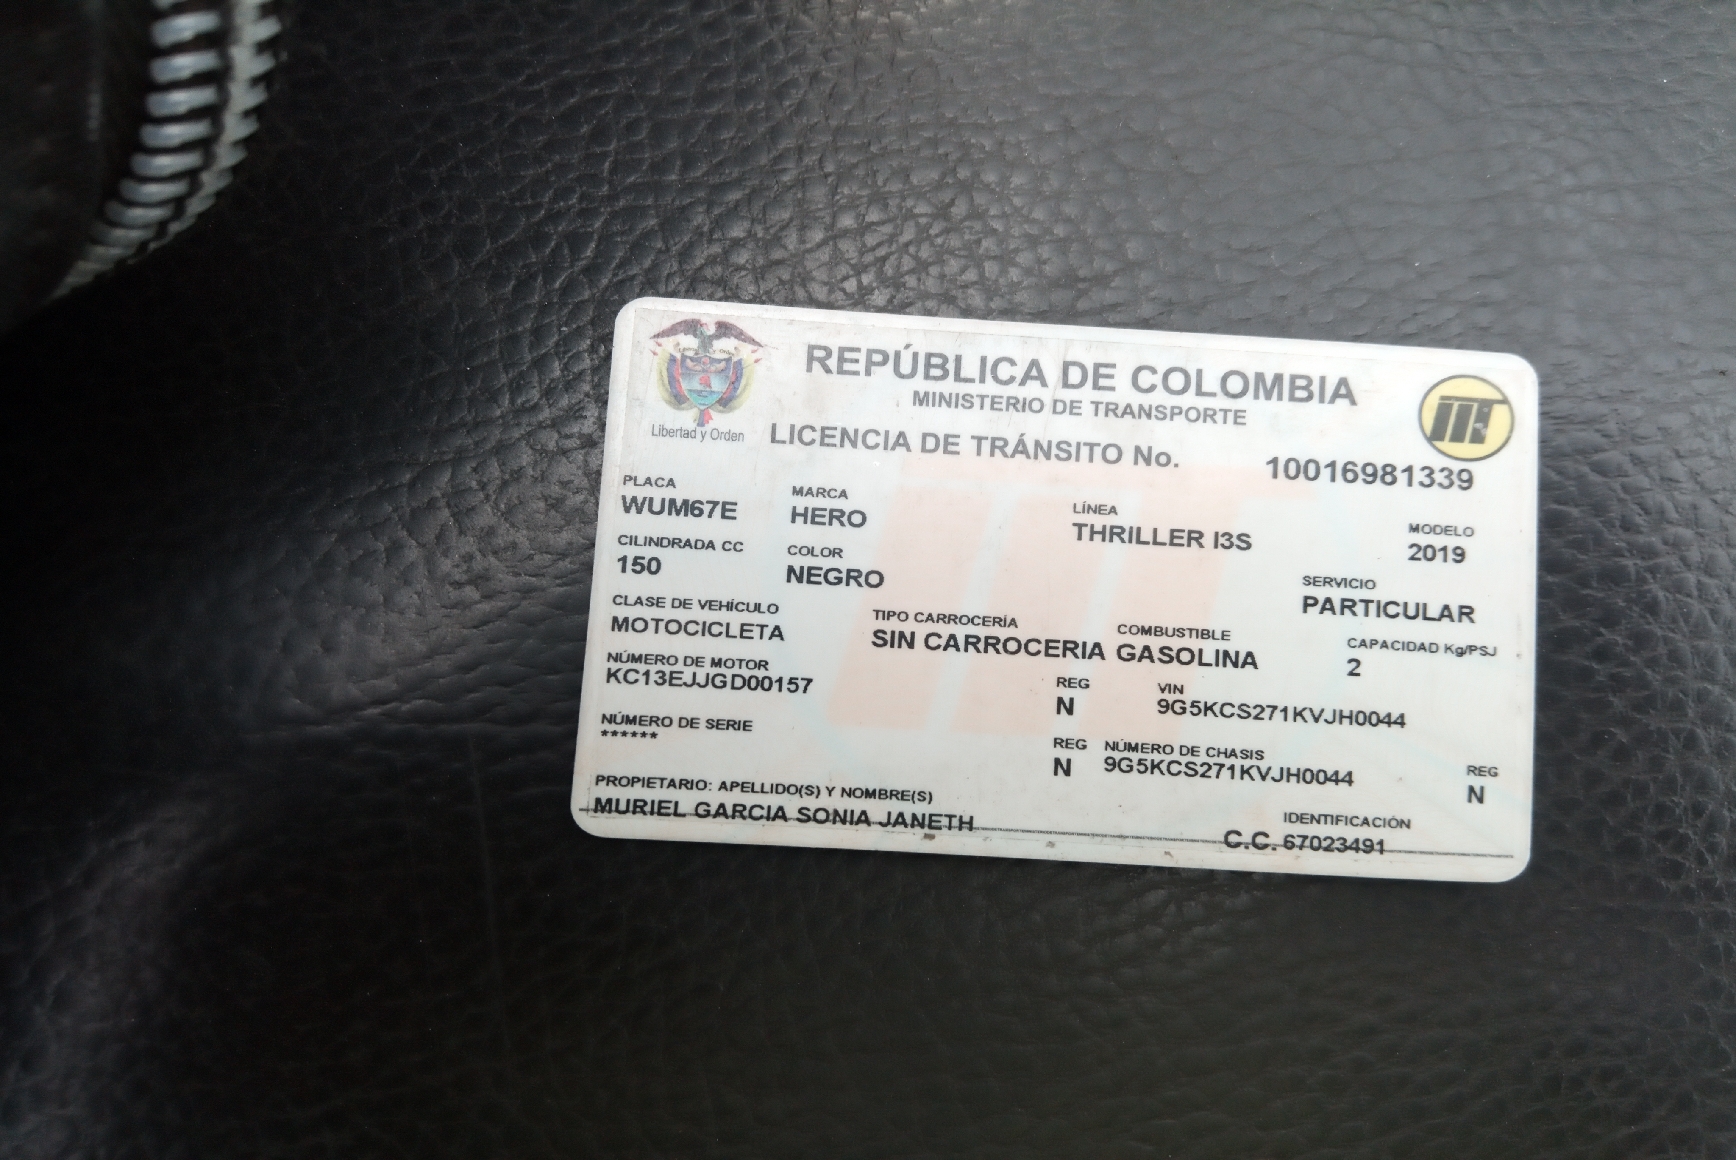 REPÚBLICA DE COLOMBIA
MINISTERIO DE TRANSPORTE
Libertad y Orden
LICENCIA DE TRÁNSITO No. 10016981339
PLACA MARCA LÍNEA MODELO
WUM67E HERO THRILLER I3S 2019
CILINDRADA CC COLOR SERVICIO
150 NEGRO PARTICULAR
CLASE DE VEHÍCULO TIPO CARROCERÍA COMBUSTIBLE CAPACIDAD Kg/PSJ
MOTOCICLETA SIN CARROCERIA GASOLINA 2
NÚMERO DE MOTOR REG VIN
KC13EJJGD00157 N 9G5KCS271KVJH0044
NÚMERO DE SERIE REG NÚMERO DE CHASIS REG
****** N 9G5KCS271KVJH0044 N
PROPIETARIO: APELLIDO(S) Y NOMBRE(S) IDENTIFICACIÓN
MURIEL GARCIA SONIA JANETH C.C. 67023491